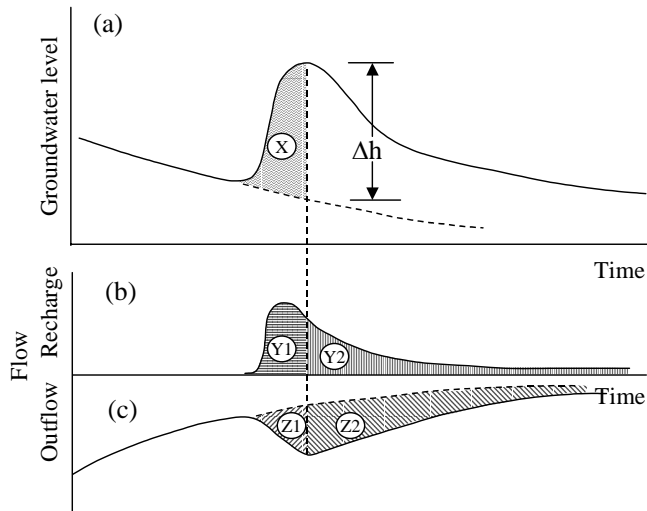 (a)
Groundwater level
X
Δh
Time
(b)
Flow
Recharge
Y1
Y2
Time
Outflow
(c)
Z1
Z2